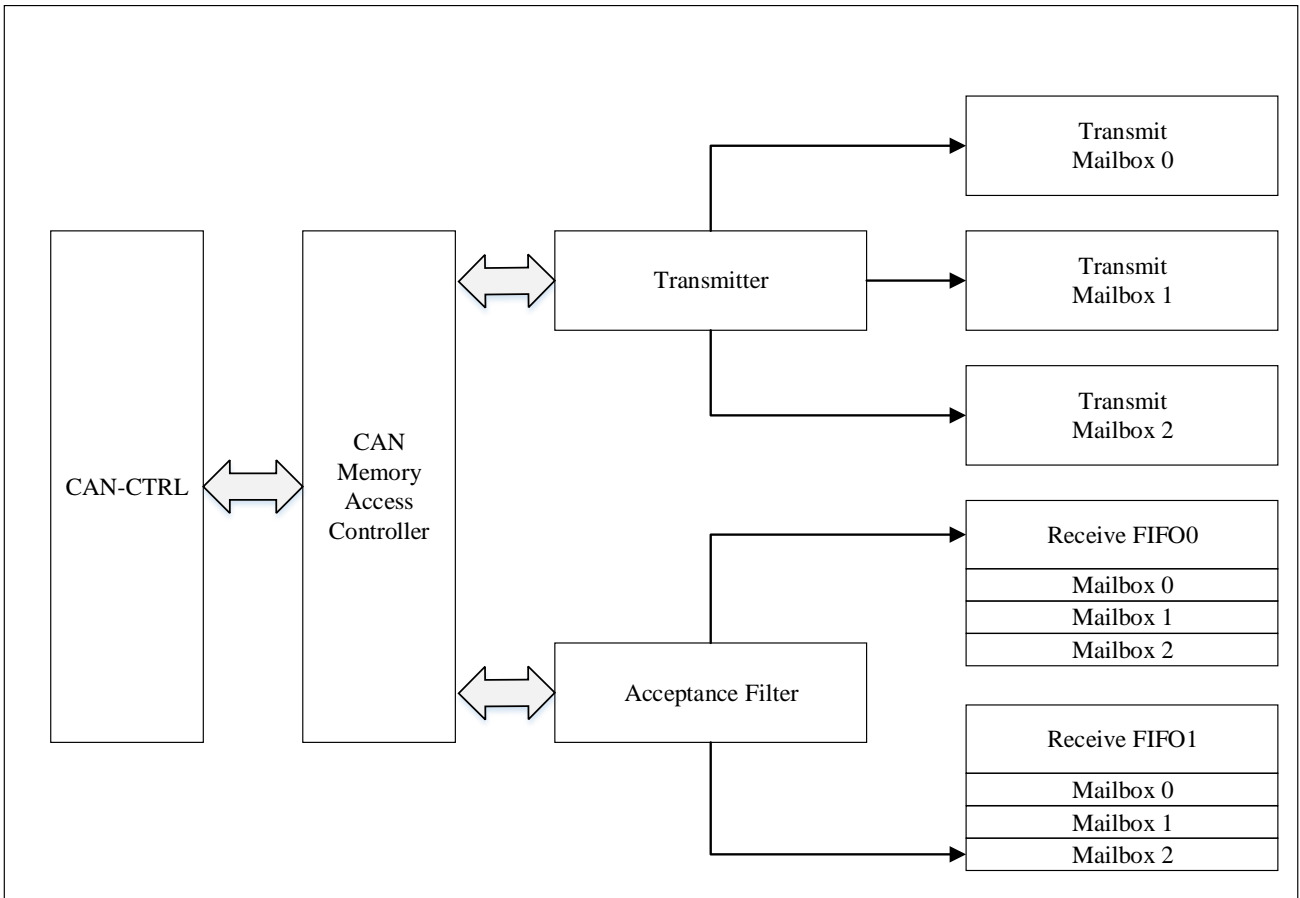 CAN-CTRL
CAN
Memory
Access
Controller
Transmitter
Acceptance Filter
Transmit
Mailbox 0
Transmit
Mailbox 1
Transmit
Mailbox 2
Receive FIFO0
Mailbox 0
Mailbox 1
Mailbox 2
Receive FIFO1
Mailbox 0
Mailbox 1
Mailbox 2